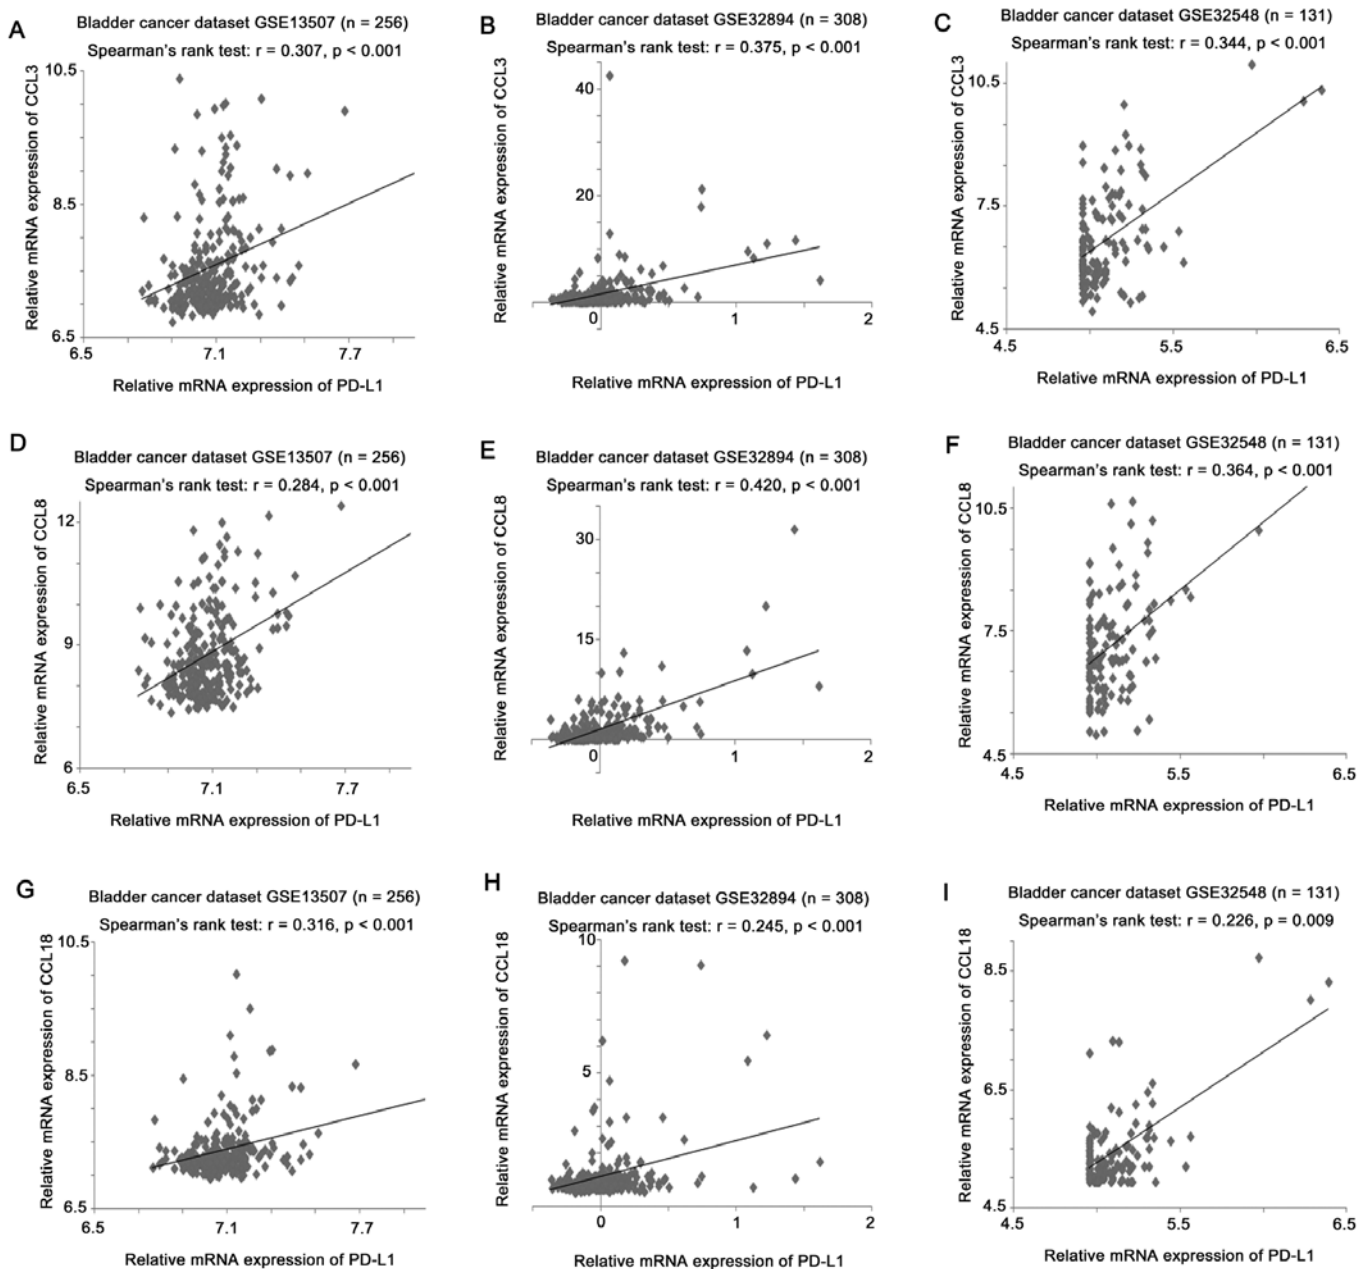 A
Bladder cancer dataset GSE13507 (n = 256)
Spearman's rank test: r = 0.307, p < 0.001
Relative mRNA expression of CCL3
10.5
8.5
6.5
6.5
7.1
7.7
Relative mRNA expression of PD-L1
B
Bladder cancer dataset GSE32894 (n = 308)
Spearman's rank test: r = 0.375, p < 0.001
Relative mRNA expression of CCL3
40
20
0
1
2
Relative mRNA expression of PD-L1
C
Bladder cancer dataset GSE32548 (n = 131)
Spearman's rank test: r = 0.344, p < 0.001
Relative mRNA expression of CCL3
10.5
7.5
4.5
4.5
5.5
6.5
Relative mRNA expression of PD-L1
D
Bladder cancer dataset GSE13507 (n = 256)
Spearman's rank test: r = 0.284, p < 0.001
Relative mRNA expression of CCL8
12
9
6
6.5
7.1
7.7
Relative mRNA expression of PD-L1
E
Bladder cancer dataset GSE32894 (n = 308)
Spearman's rank test: r = 0.420, p < 0.001
Relative mRNA expression of CCL8
30
15
0
1
2
Relative mRNA expression of PD-L1
F
Bladder cancer dataset GSE32548 (n = 131)
Spearman's rank test: r = 0.364, p < 0.001
Relative mRNA expression of CCL8
10.5
7.5
4.5
4.5
5.5
6.5
Relative mRNA expression of PD-L1
G
Bladder cancer dataset GSE13507 (n = 256)
Spearman's rank test: r = 0.316, p < 0.001
Relative mRNA expression of CCL18
10.5
8.5
6.5
6.5
7.1
7.7
Relative mRNA expression of PD-L1
H
Bladder cancer dataset GSE32894 (n = 308)
Spearman's rank test: r = 0.245, p < 0.001
Relative mRNA expression of CCL18
10
5
0
1
2
Relative mRNA expression of PD-L1
I
Bladder cancer dataset GSE32548 (n = 131)
Spearman's rank test: r = 0.226, p = 0.009
Relative mRNA expression of CCL18
8.5
6.5
4.5
4.5
5.5
6.5
Relative mRNA expression of PD-L1